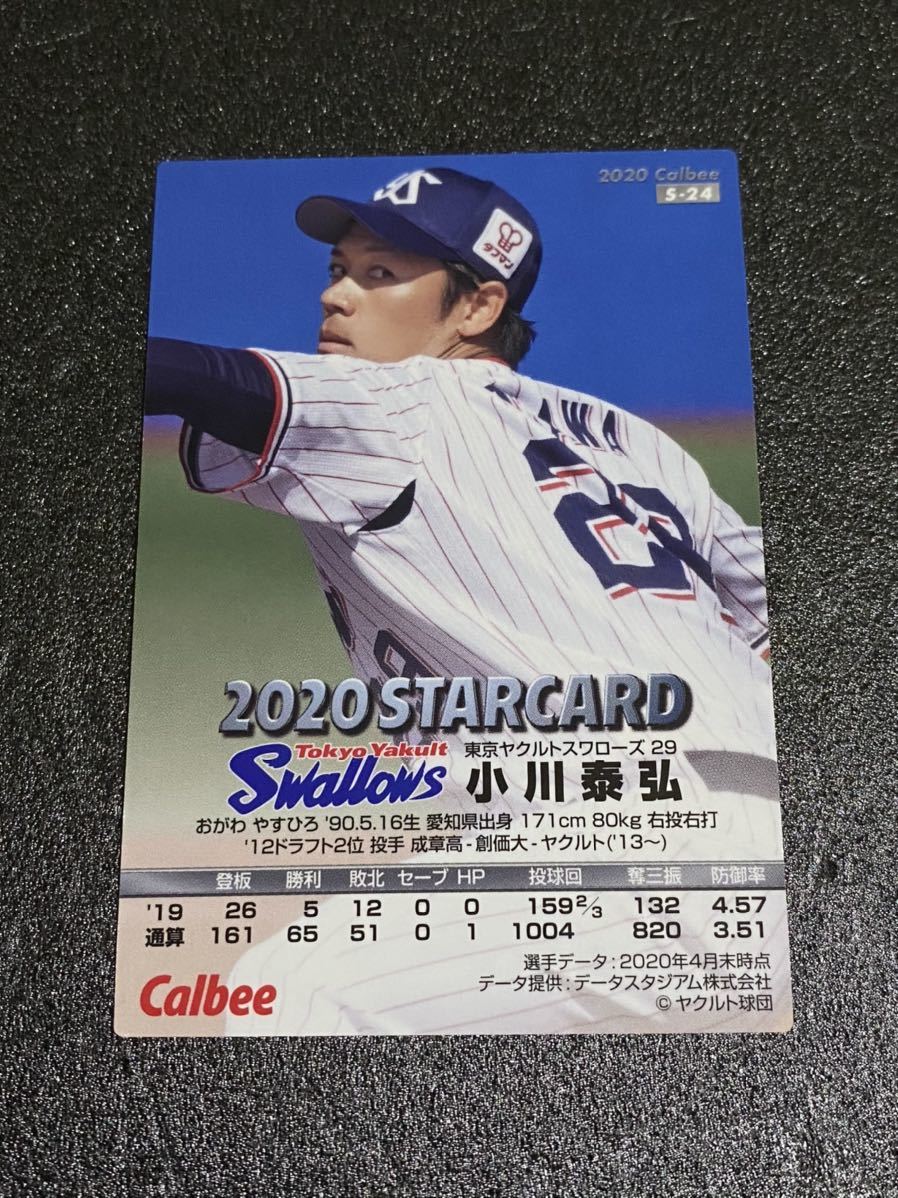 2020 Calbee
S-24
タフマン
2020 STARCARD
Tokyo Yakult
Swallows
東京ヤクルトスワローズ 29
小川泰弘
おがわ やすひろ '90.5.16生 愛知県出身 171cm 80kg 右投右打
'12ドラフト2位 投手 成章高-創価大-ヤクルト('13〜)
登板 勝利 敗北 セーブ HP 投球回 奪三振 防御率
'19 26 5 12 0 0 159 2/3 132 4.57
通算 161 65 51 0 1 1004 820 3.51
選手データ:2020年4月末時点
データ提供:データスタジアム株式会社
Calbee
© ヤクルト球団